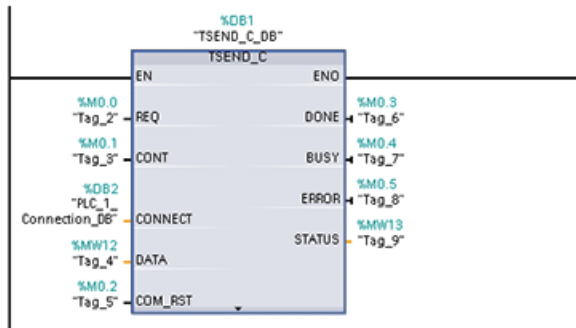 %DB1
"TSEND_C_DB"
TSEND_C
EN ENO
%M0.0 %M0.3
"Tag_2" REQ DONE "Tag_6"
%M0.1 %M0.4
"Tag_3" CONT BUSY "Tag_7"
%DB2 %M0.5
"PLC_1_ ERROR "Tag_8"
Connection_DB" CONNECT %MW13
%MW12 STATUS "Tag_9"
"Tag_4" DATA
%M0.2
"Tag_5" COM_RST